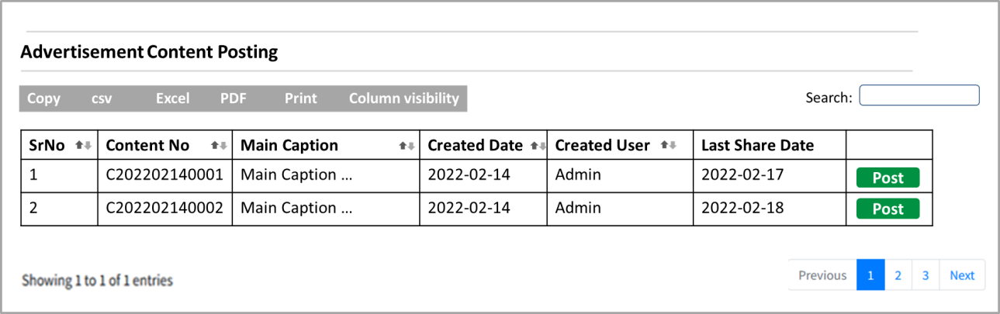 Advertisement Content Posting
Copy csv Excel PDF Print Column visibility Search:
SrNo Content No Main Caption Created Date Created User Last Share Date
1 C202202140001 Main Caption ... 2022-02-14 Admin 2022-02-17 Post
2 C202202140002 Main Caption ... 2022-02-14 Admin 2022-02-18 Post
Showing 1 to 1 of 1 entries Previous 1 2 3 Next